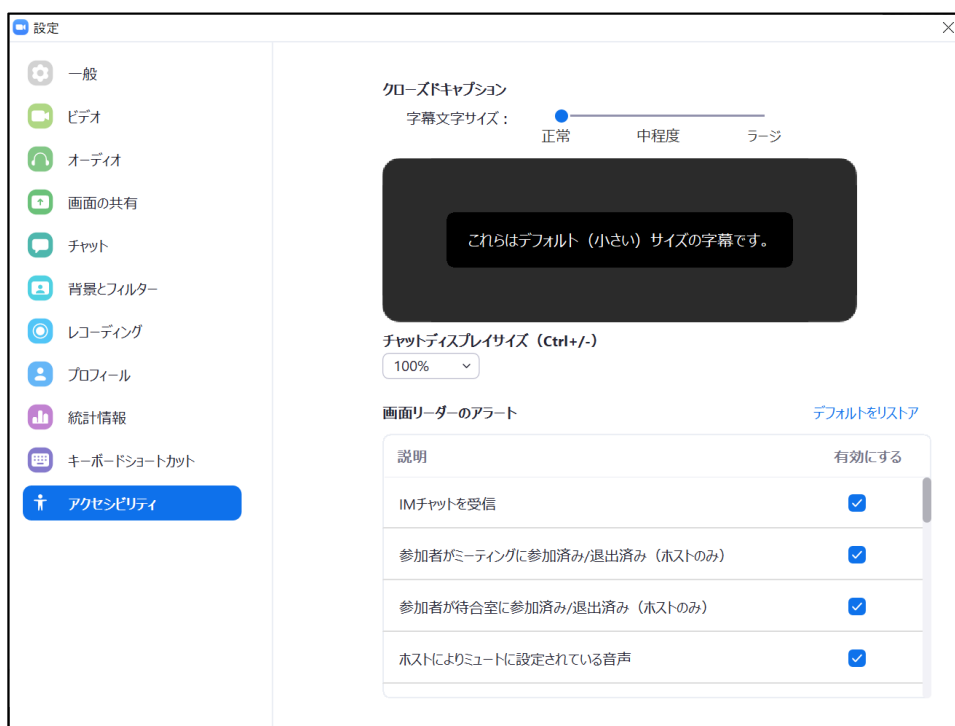 設定
一般
ビデオ
オーディオ
画面の共有
チャット
背景とフィルター
レコーディング
プロフィール
統計情報
キーボードショートカット
アクセシビリティ
クローズドキャプション
字幕文字サイズ：
正常 中程度 ラージ
これらはデフォルト（小さい）サイズの字幕です。
チャットディスプレイサイズ（Ctrl+/-）
100%
画面リーダーのアラート デフォルトをリストア
説明 有効にする
IMチャットを受信
参加者がミーティングに参加済み/退出済み（ホストのみ）
参加者が待合室に参加済み/退出済み（ホストのみ）
ホストによりミュートに設定されている音声